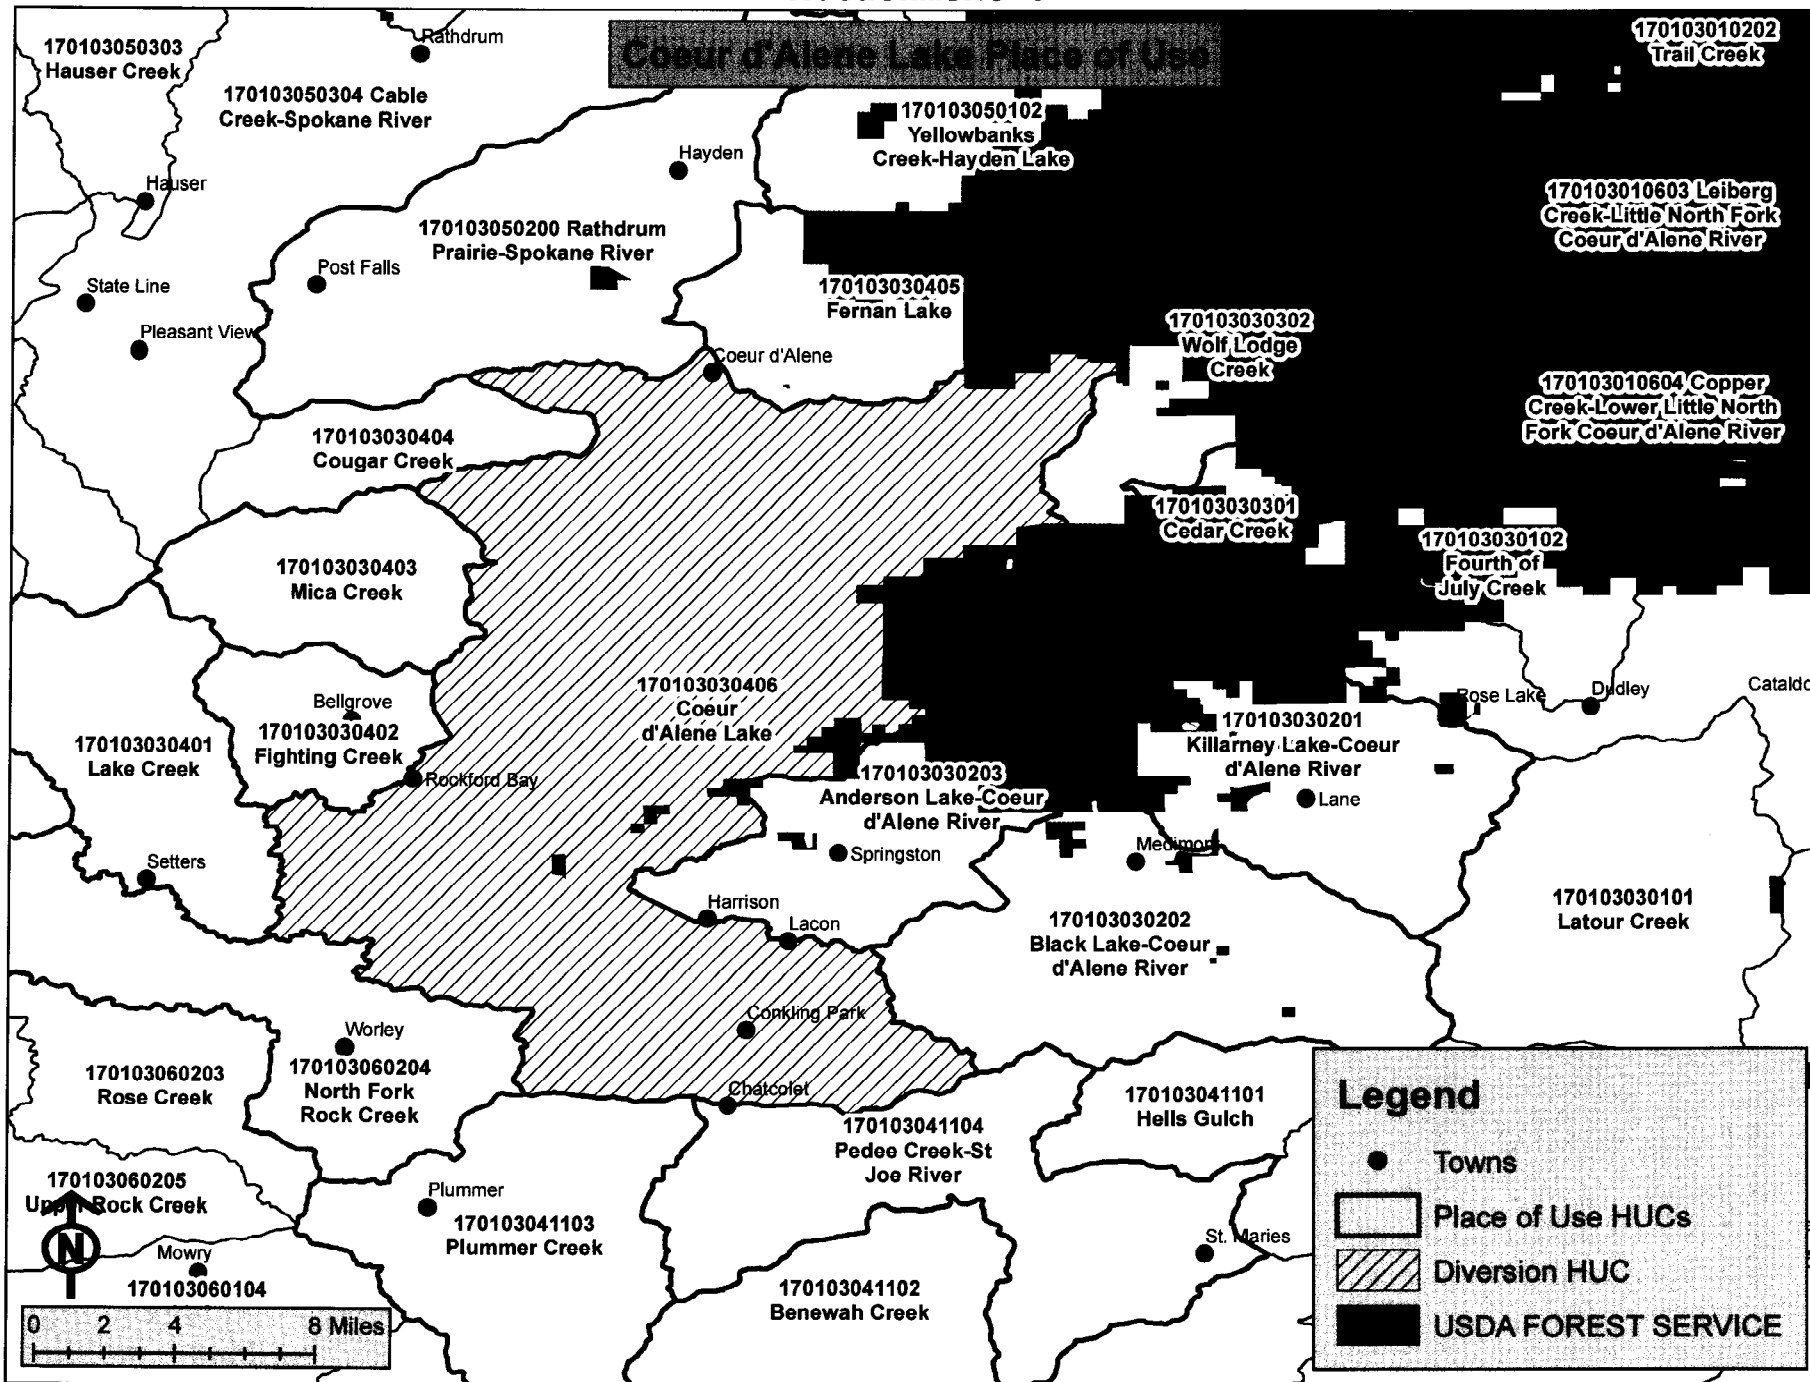 Coeur d'Alene Lake Place of Use
170103010202
Trail Creek
170103050303
Hauser Creek
Rathdrum
170103050304 Cable
Creek-Spokane River
170103050102
Yellowbanks
Creek-Hayden Lake
Hayden
Hauser
170103010603 Leiberg
Creek-Little North Fork
Coeur d'Alene River
170103050200 Rathdrum
Prairie-Spokane River
Post Falls
State Line
170103030405
Fernan Lake
Pleasant View
170103030302
Wolf Lodge
Creek
Coeur d'Alene
170103010604 Copper
Creek-Lower Little North
Fork Coeur d'Alene River
170103030404
Cougar Creek
170103030301
Cedar Creek
170103030102
Fourth of
July Creek
170103030403
Mica Creek
170103030406
Coeur
d'Alene Lake
Bellgrove
170103030402
Fighting Creek
Rose Lake
Dudley
Cataldo
170103030401
Lake Creek
170103030201
Killarney Lake-Coeur
d'Alene River
Rockford Bay
170103030203
Anderson Lake-Coeur
d'Alene River
Lane
Setters
Springston
Medimont
Harrison
Lacon
170103030202
Black Lake-Coeur
d'Alene River
170103030101
Latour Creek
Conkling Park
Worley
170103060203
Rose Creek
170103060204
North Fork
Rock Creek
Chatcolet
170103041104
Pedee Creek-St
Joe River
170103041101
Hells Gulch
170103060205
Upper Rock Creek
Plummer
170103041103
Plummer Creek
N
Mowry
170103060104
170103041102
Benewah Creek
St. Maries
0 2 4 8 Miles
Legend
Towns
Place of Use HUCs
Diversion HUC
USDA FOREST SERVICE